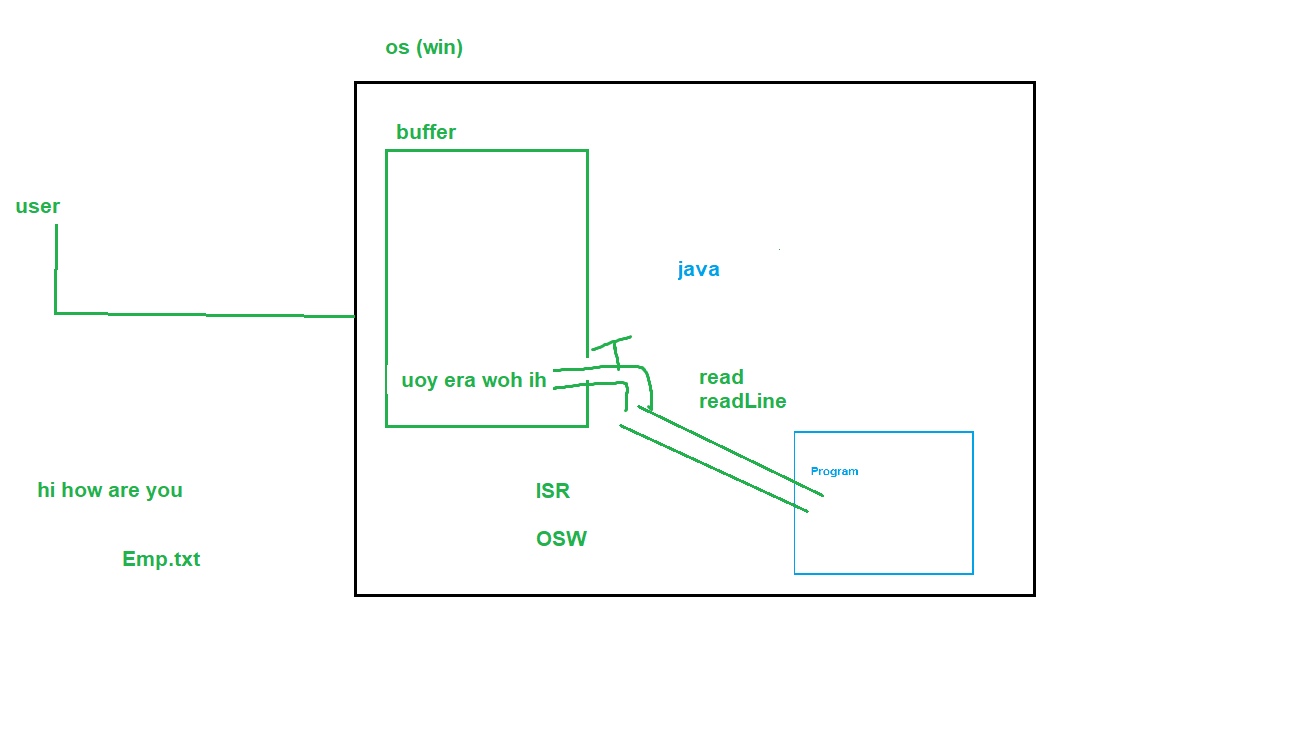 os (win)
buffer
user
java
uoy era woh ih
read
readLine
Program
hi how are you
ISR
OSW
Emp.txt